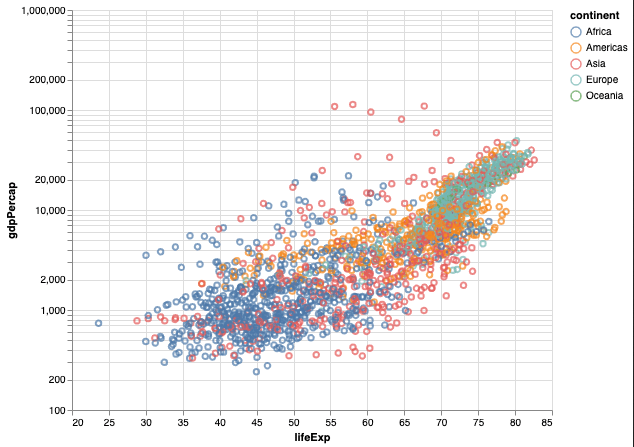 continent
Africa
Americas
Asia
Europe
Oceania
gdpPercap
1,000,000
200,000
100,000
20,000
10,000
2,000
1,000
200
100
20 25 30 35 40 45 50 55 60 65 70 75 80 85
lifeExp